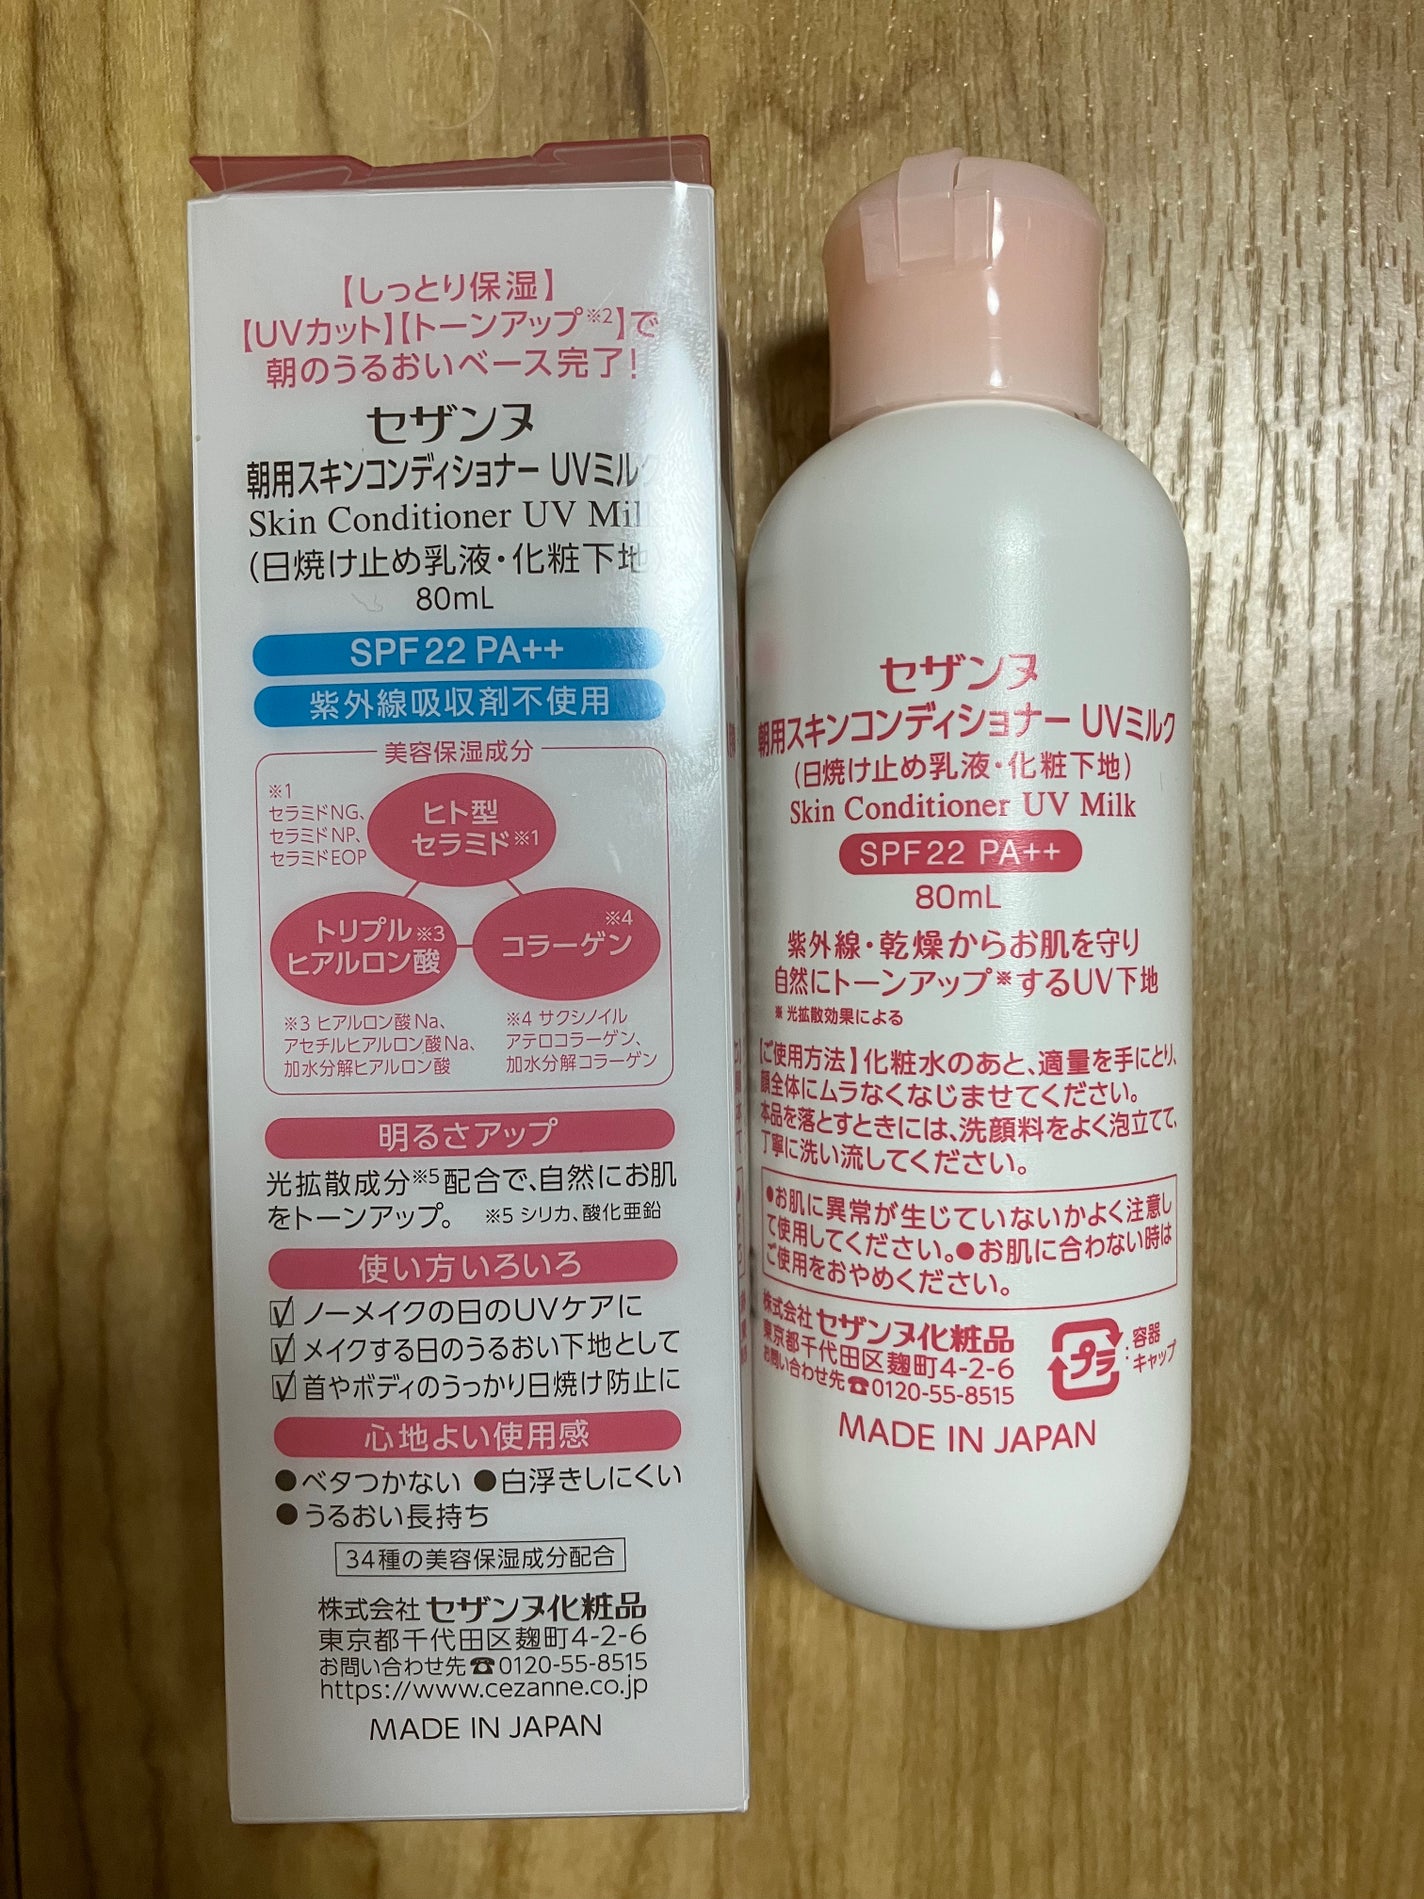 【しっとり保湿】
【UVカット】【トーンアップ※2】で
朝のうるおいベース完了!
セザンヌ
朝用スキンコンディショナー UVミルク
Skin Conditioner UV Milk
(日焼け止め乳液・化粧下地)
80mL
SPF22 PA++
紫外線吸収剤不使用
美容保湿成分
※1
セラミドNG、
セラミドNP、
セラミドEOP
ヒト型
セラミド※1
トリプル※3
ヒアルロン酸
※4
コラーゲン
※3 ヒアルロン酸Na、
アセチルヒアルロン酸Na、
加水分解ヒアルロン酸
※4 サクシノイル
アテロコラーゲン、
加水分解コラーゲン
明るさアップ
光拡散成分※5配合で、自然にお肌
をトーンアップ。 ※5 シリカ、酸化亜鉛
使い方いろいろ
ノーメイクの日のUVケアに
メイクする日のうるおい下地として
首やボディのうっかり日焼け防止に
心地よい使用感
●ベタつかない ●白浮きしにくい
●うるおい長持ち
34種の美容保湿成分配合
株式会社 セザンヌ化粧品
東京都千代田区麹町4-2-6
お問い合わせ先☎0120-55-8515
https://www.cezanne.co.jp
MADE IN JAPAN
セザンヌ
朝用スキンコンディショナー UVミルク
(日焼け止め乳液・化粧下地)
Skin Conditioner UV Milk
SPF22 PA++
80mL
紫外線・乾燥からお肌を守り
自然にトーンアップ※するUV下地
※ 光拡散効果による
【ご使用方法】化粧水のあと、適量を手にとり、
顔全体にムラなくなじませてください。
本品を落とすときには、洗顔料をよく泡立てて、
丁寧に洗い流してください。
●お肌に異常が生じていないかよく注意し
て使用してください。●お肌に合わない時は
ご使用をおやめください。
株式会社 セザンヌ化粧品
東京都千代田区麹町4-2-6
お問い合わせ先☎0120-55-8515
プラ
:容器
キャップ
MADE IN JAPAN